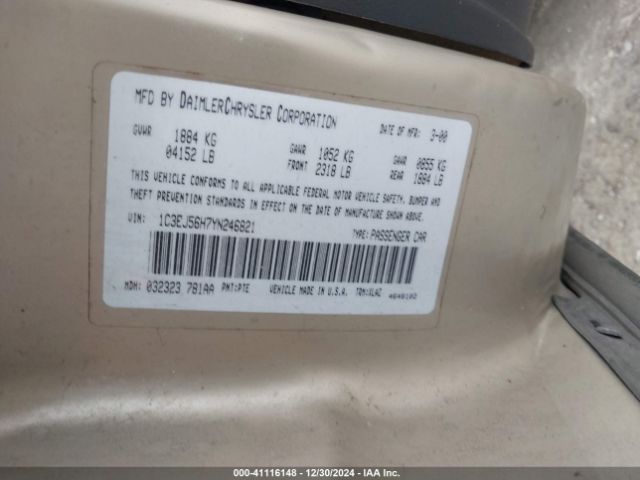 MFD BY DAIMLERCHRYSLER CORPORATION DATE OF MFR: 3-00
GVWR 1884 KG GAWR 1052 KG GAWR 0855 KG
04152 LB FRONT 2318 LB REAR 1884 LB
THIS VEHICLE CONFORMS TO ALL APPLICABLE FEDERAL MOTOR VEHICLE SAFETY, BUMPER AND
THEFT PREVENTION STANDARDS IN EFFECT ON THE DATE OF MANUFACTURE SHOWN ABOVE.
VIN: 1C3EJ56H7YN246821 TYPE: PASSENGER CAR
MDH: 032323 781AA PNT: PTE VEHICLE MADE IN U.S.A. TRM: XLAZ 4648102
000-41116148 - 12/30/2024 - IAA Inc.